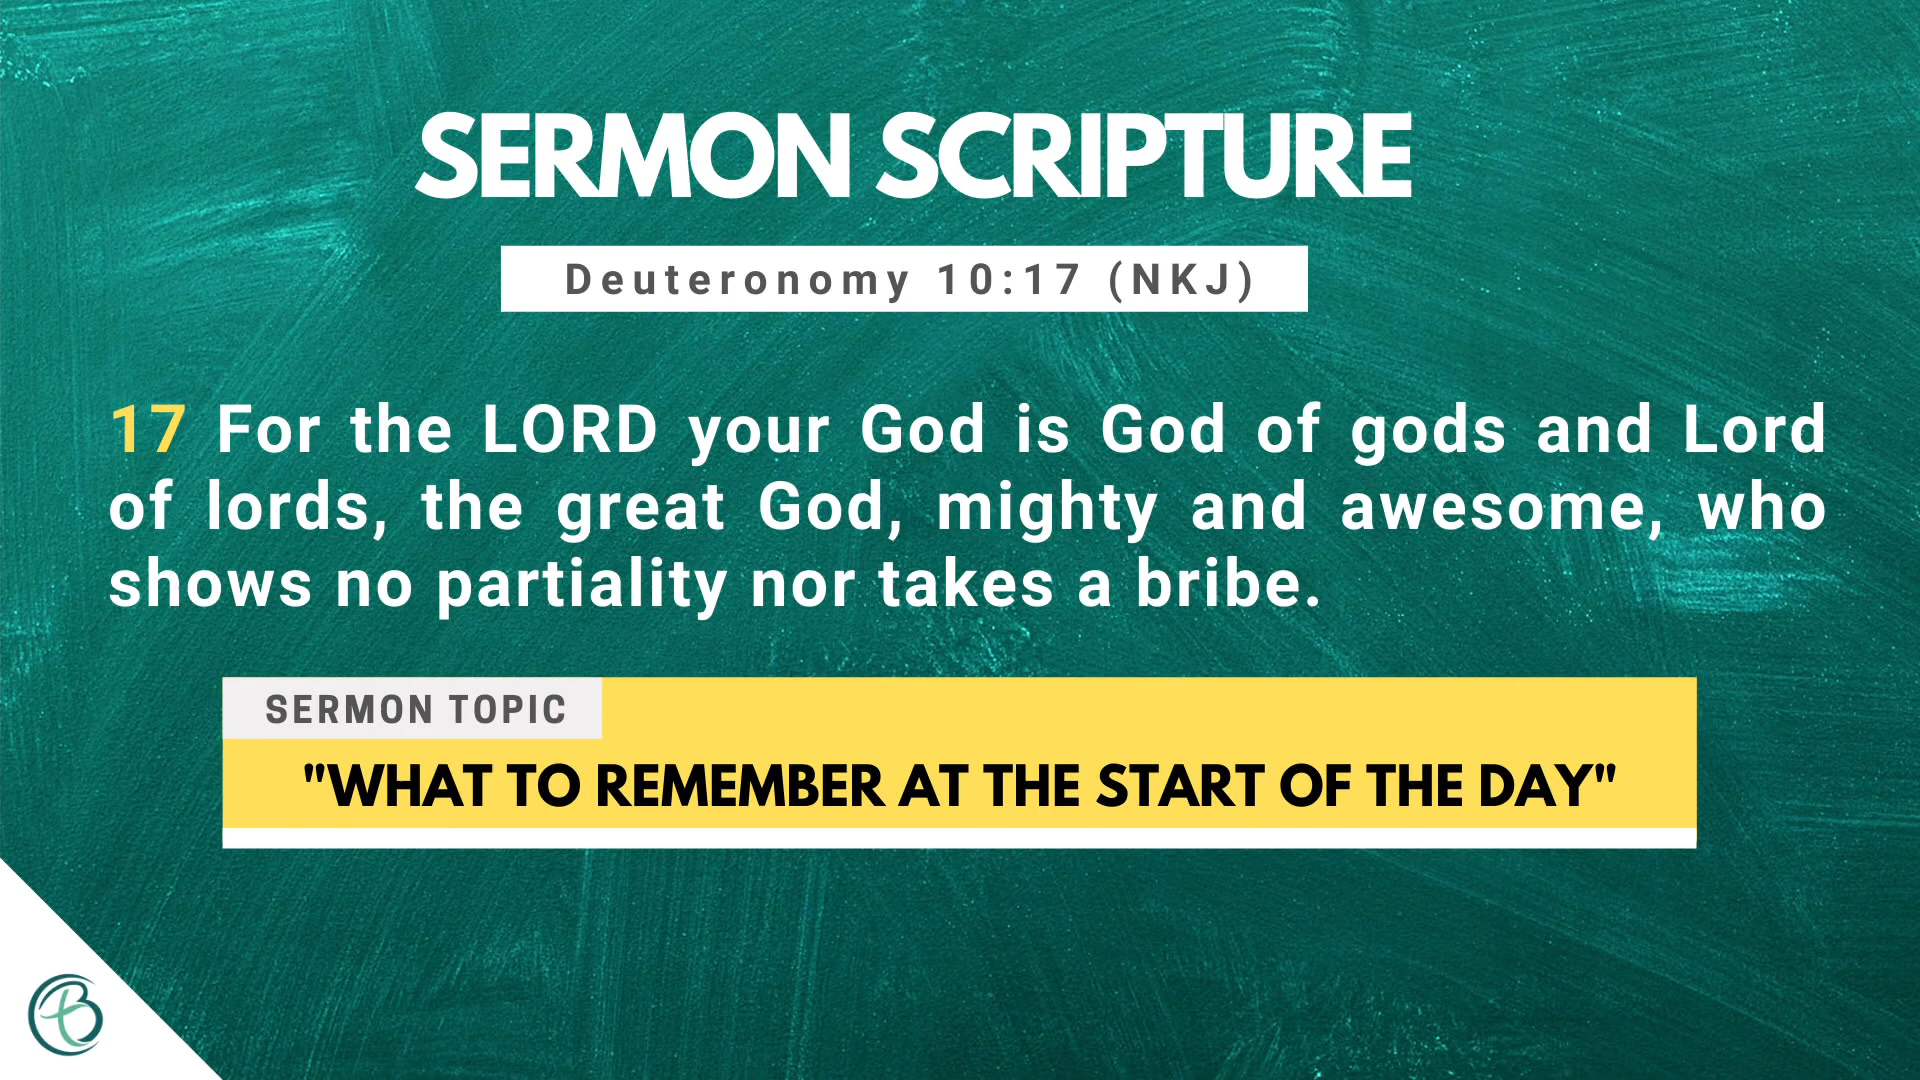 SERMON SCRIPTURE
Deuteronomy 10:17 (NKJ)
17 For the LORD your God is God of gods and Lord
of lords, the great God, mighty and awesome, who
shows no partiality nor takes a bribe.
SERMON TOPIC
"WHAT TO REMEMBER AT THE START OF THE DAY"